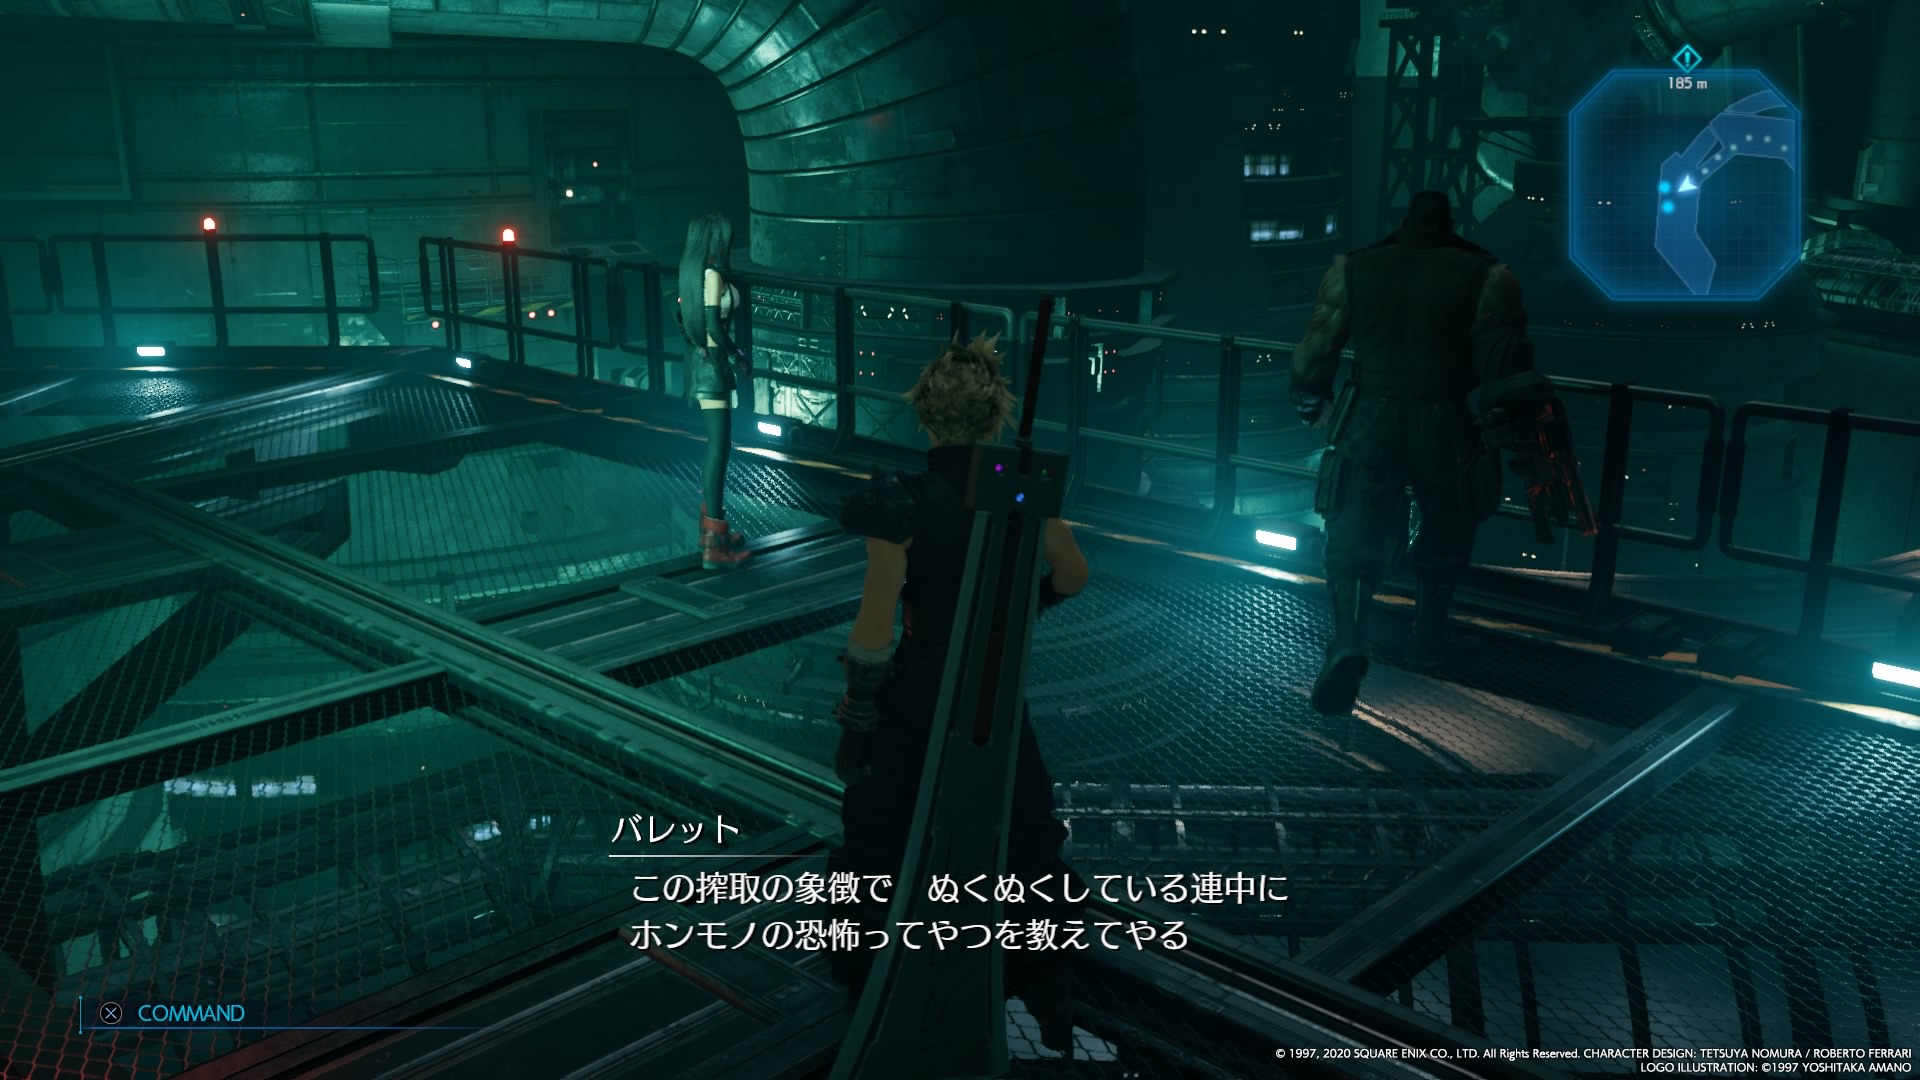 185 m
バレット
この搾取の象徴で　ぬくぬくしている連中に
ホンモノの恐怖ってやつを教えてやる
COMMAND
© 1997, 2020 SQUARE ENIX CO., LTD. All Rights Reserved. CHARACTER DESIGN: TETSUYA NOMURA / ROBERTO FERRARI
LOGO ILLUSTRATION: ©1997 YOSHITAKA AMANO